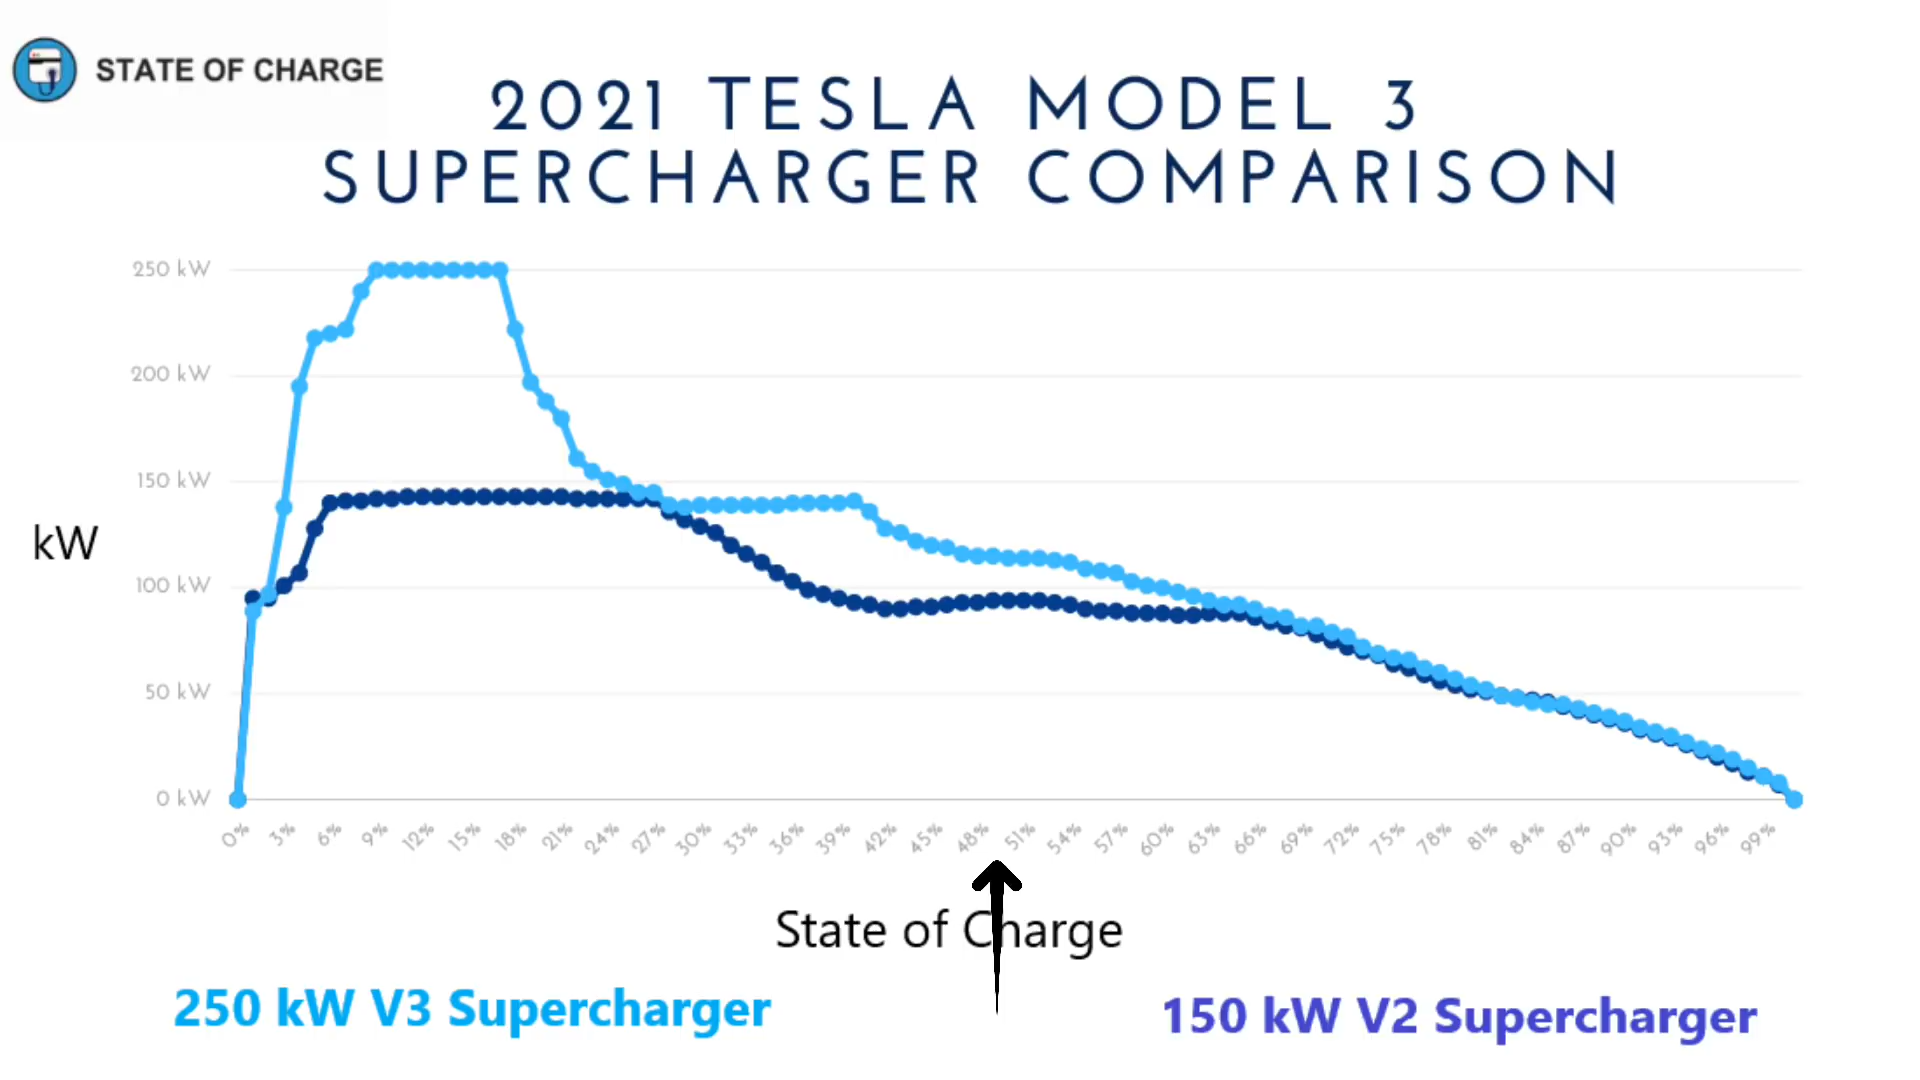 STATE OF CHARGE
2021 TESLA MODEL 3
SUPERCHARGER COMPARISON
250 kW
200 kW
150 kW
100 kW
50 kW
0 kW
kW
0% 3% 6% 9% 12% 15% 18% 21% 24% 27% 30% 33% 36% 39% 42% 45% 48% 51% 54% 57% 60% 63% 66% 69% 72% 75% 78% 81% 84% 87% 90% 93% 96% 99%
State of Charge
250 kW V3 Supercharger
150 kW V2 Supercharger